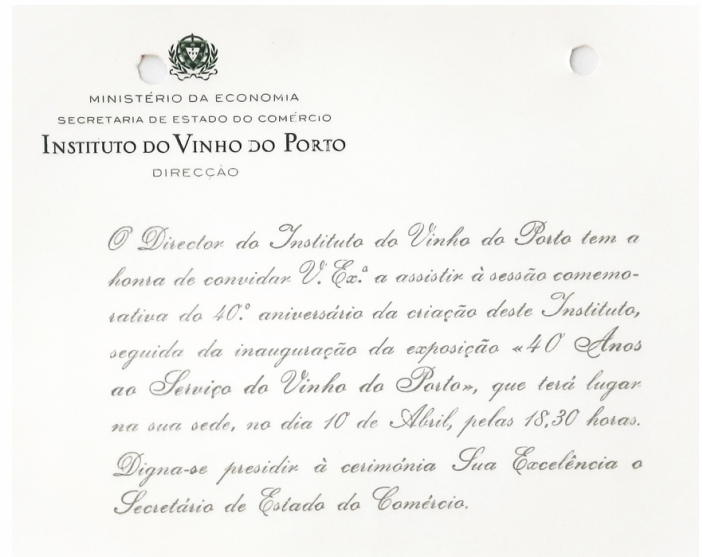 MINISTÉRIO DA ECONOMIA
SECRETARIA DE ESTADO DO COMÉRCIO
INSTITUTO DO VINHO DO PORTO
DIRECÇÃO
O Director do Instituto do Vinho do Porto tem a
honra de convidar V. Ex.ª a assistir à sessão comemo-
rativa do 40.º aniversário da criação deste Instituto,
seguida da inauguração da exposição «40 Anos
ao Serviço do Vinho do Porto», que terá lugar
na sua sede, no dia 10 de Abril, pelas 18,30 horas.
Digna-se presidir à cerimónia Sua Excelência o
Secretário de Estado do Comércio.